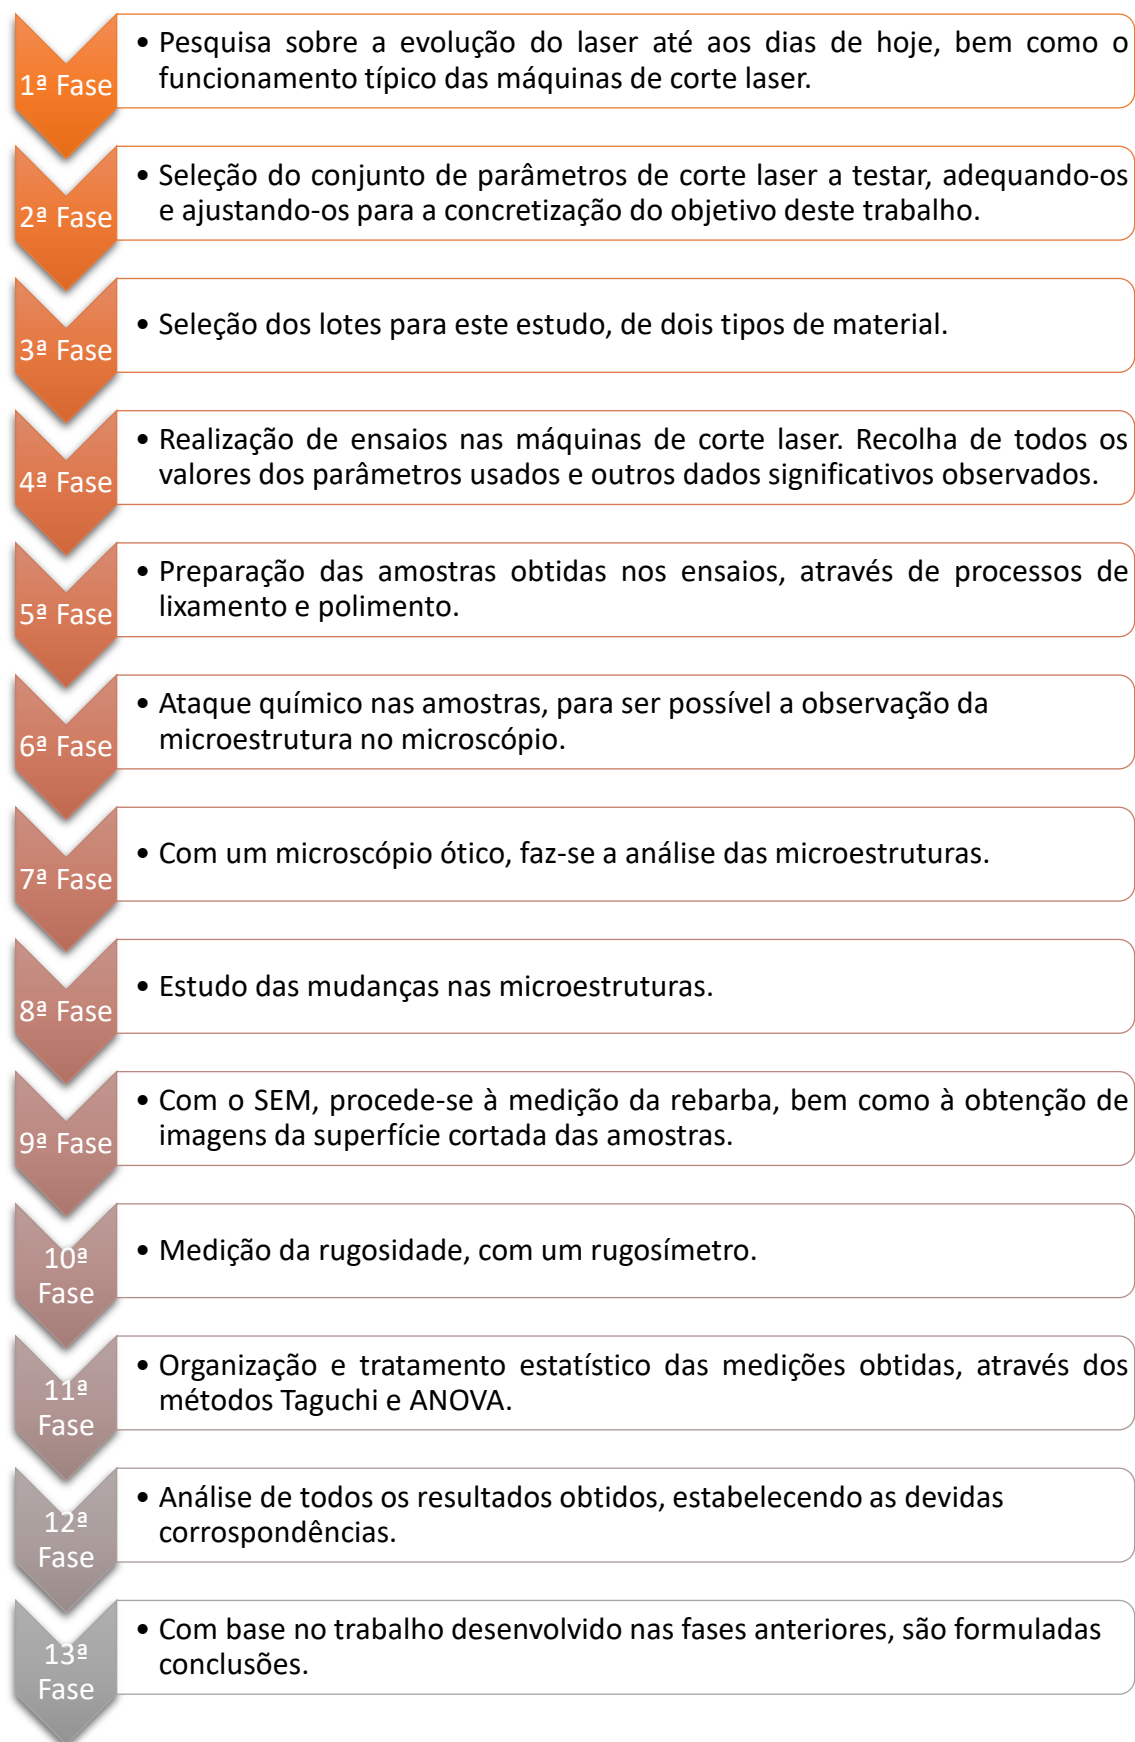 1ª Fase
• Pesquisa sobre a evolução do laser até aos dias de hoje, bem como o
funcionamento típico das máquinas de corte laser.
2ª Fase
• Seleção do conjunto de parâmetros de corte laser a testar, adequando-os
e ajustando-os para a concretização do objetivo deste trabalho.
3ª Fase
• Seleção dos lotes para este estudo, de dois tipos de material.
4ª Fase
• Realização de ensaios nas máquinas de corte laser. Recolha de todos os
valores dos parâmetros usados e outros dados significativos observados.
5ª Fase
• Preparação das amostras obtidas nos ensaios, através de processos de
lixamento e polimento.
6ª Fase
• Ataque químico nas amostras, para ser possível a observação da
microestrutura no microscópio.
7ª Fase
• Com um microscópio ótico, faz-se a análise das microestruturas.
8ª Fase
• Estudo das mudanças nas microestruturas.
9ª Fase
• Com o SEM, procede-se à medição da rebarba, bem como à obtenção de
imagens da superfície cortada das amostras.
10ª
Fase
• Medição da rugosidade, com um rugosímetro.
11ª
Fase
• Organização e tratamento estatístico das medições obtidas, através dos
métodos Taguchi e ANOVA.
12ª
Fase
• Análise de todos os resultados obtidos, estabelecendo as devidas
corrospondências.
13ª
Fase
• Com base no trabalho desenvolvido nas fases anteriores, são formuladas
conclusões.